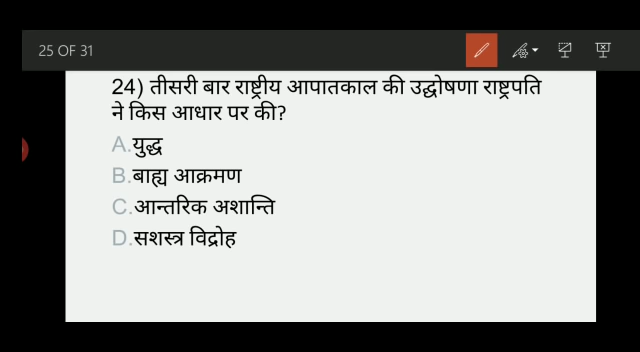 25 OF 31
24) तीसरी बार राष्ट्रीय आपातकाल की उद्घोषणा राष्ट्रपति
ने किस आधार पर की?
A.युद्ध
B.बाह्य आक्रमण
C.आन्तरिक अशान्ति
D.सशस्त्र विद्रोह